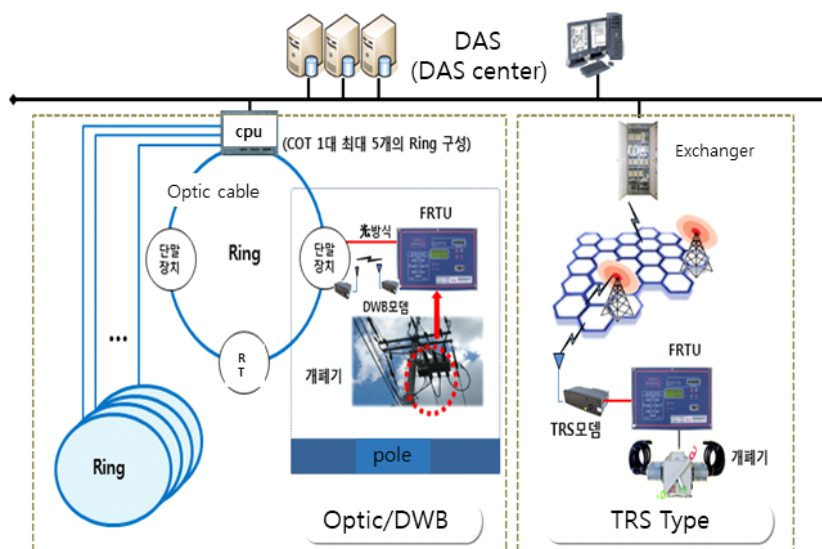 DAS
(DAS center)
cpu
(COT 1대 최대 5개의 Ring 구성)
Optic cable
단말
장치
Ring
단말
장치
R
T
...
Ring
光방식
FRTU
DWB모뎀
개폐기
pole
Optic/DWB
Exchanger
FRTU
TRS모뎀
개폐기
TRS Type